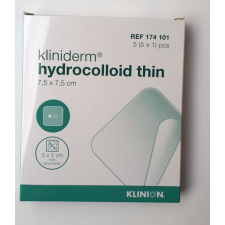 REF 174 101
5 (5 x 1) pcs
kliniderm®
hydrocolloid thin
7,5 x 7,5 cm
5 x 5 cm
KLINION.